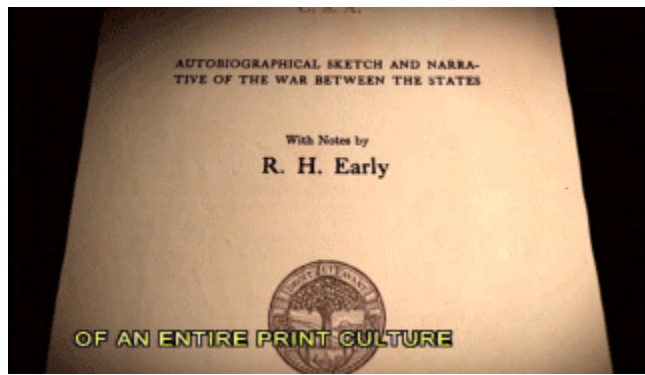 C. S. A.
AUTOBIOGRAPHICAL SKETCH AND NARRA-
TIVE OF THE WAR BETWEEN THE STATES
With Notes by
R. H. Early
OF AN ENTIRE PRINT CULTURE